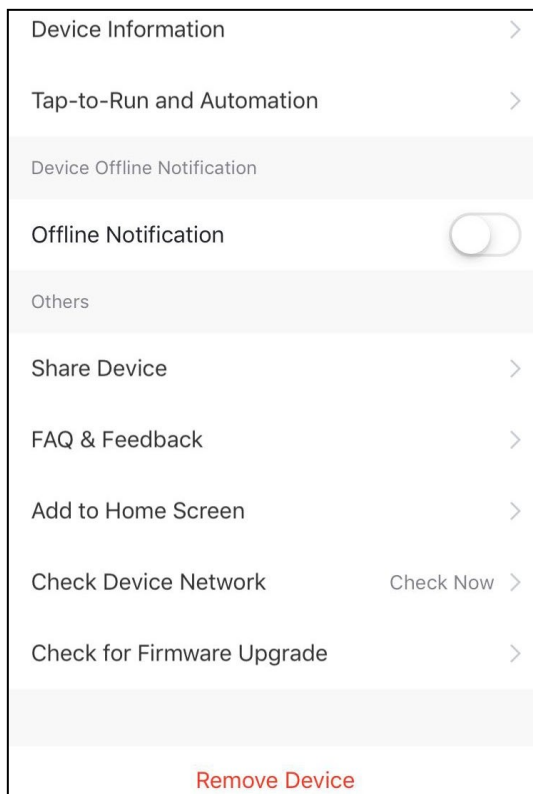 Device Information
Tap-to-Run and Automation
Device Offline Notification
Offline Notification
Others
Share Device
FAQ & Feedback
Add to Home Screen
Check Device Network Check Now
Check for Firmware Upgrade
Remove Device